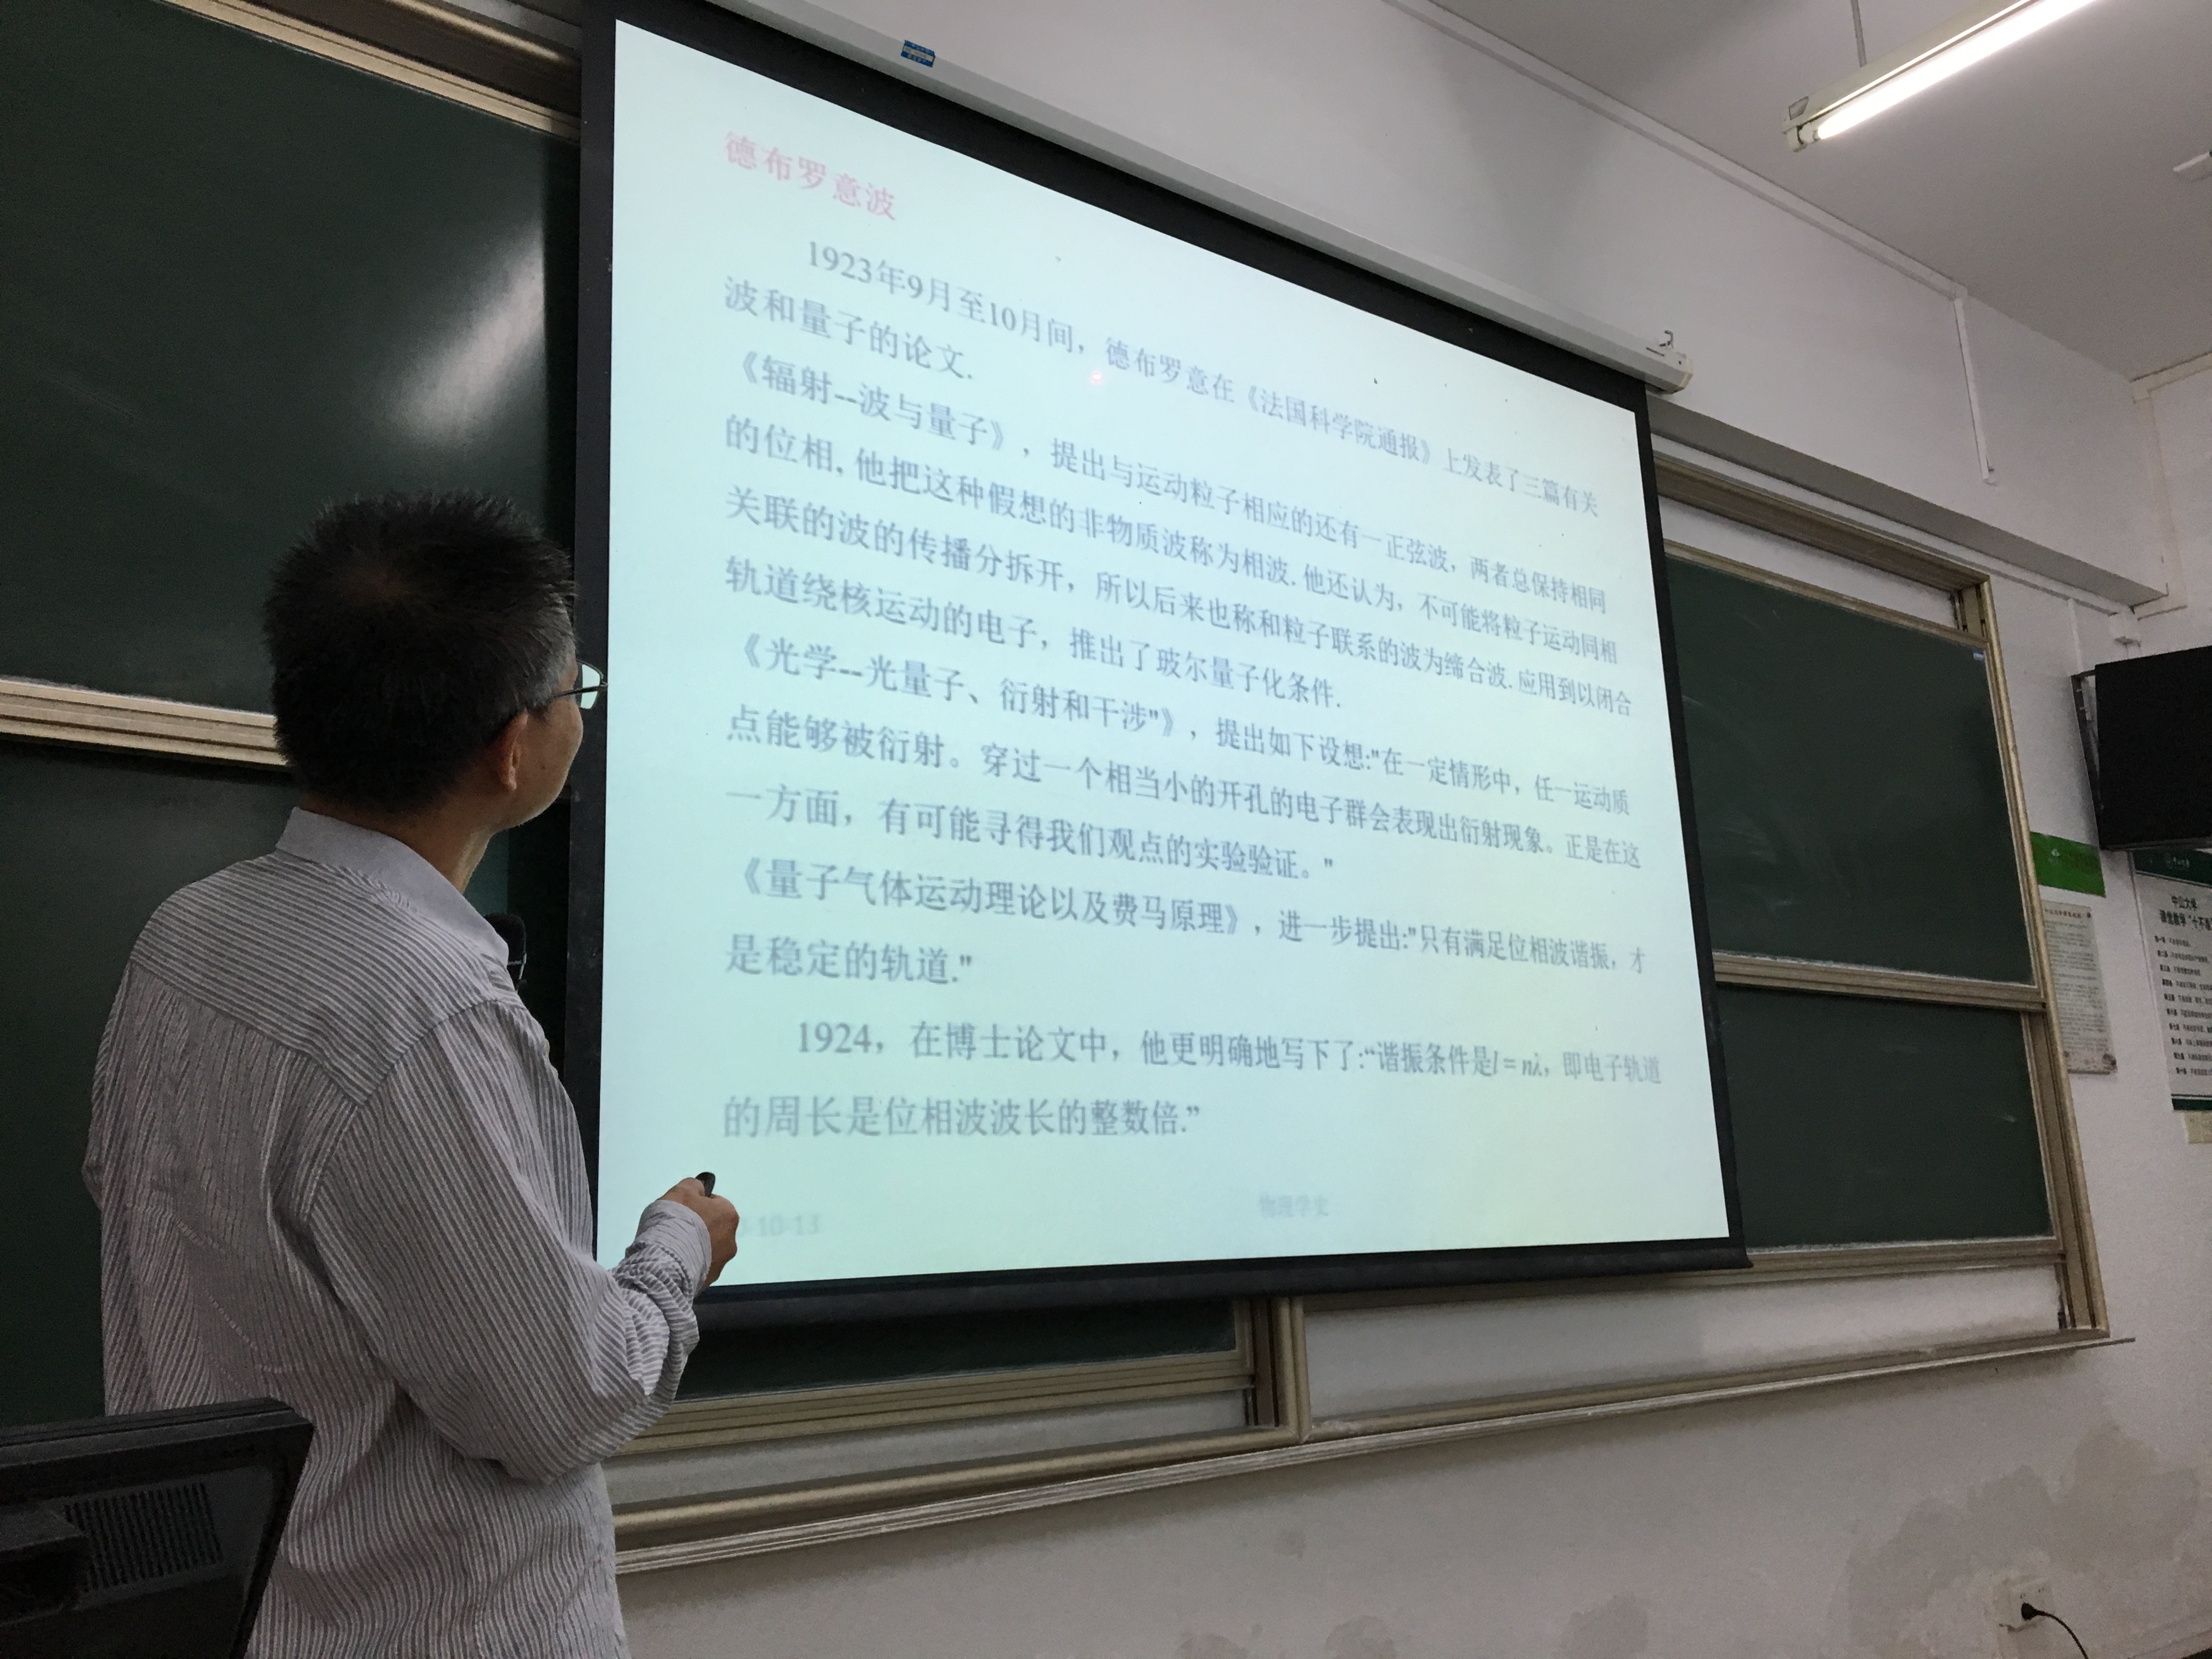 德布罗意波
1923年9月至10月间，德布罗意在《法国科学院通报》上发表了三篇有关
波和量子的论文.
《辐射--波与量子》，提出与运动粒子相应的还有一正弦波，两者总保持相同
的位相, 他把这种假想的非物质波称为相波. 他还认为，不可能将粒子运动同相
关联的波的传播分拆开，所以后来也称和粒子联系的波为缔合波. 应用到以闭合
轨道绕核运动的电子，推出了玻尔量子化条件.
《光学--光量子、衍射和干涉"》，提出如下设想:"在一定情形中，任一运动质
点能够被衍射。穿过一个相当小的开孔的电子群会表现出衍射现象。正是在这
一方面，有可能寻得我们观点的实验验证。"
《量子气体运动理论以及费马原理》，进一步提出:"只有满足位相波谐振，才
是稳定的轨道."
1924，在博士论文中，他更明确地写下了:“谐振条件是l = nλ，即电子轨道
的周长是位相波波长的整数倍.”
10-13
物理学史
中山大学
课堂教学“十不准